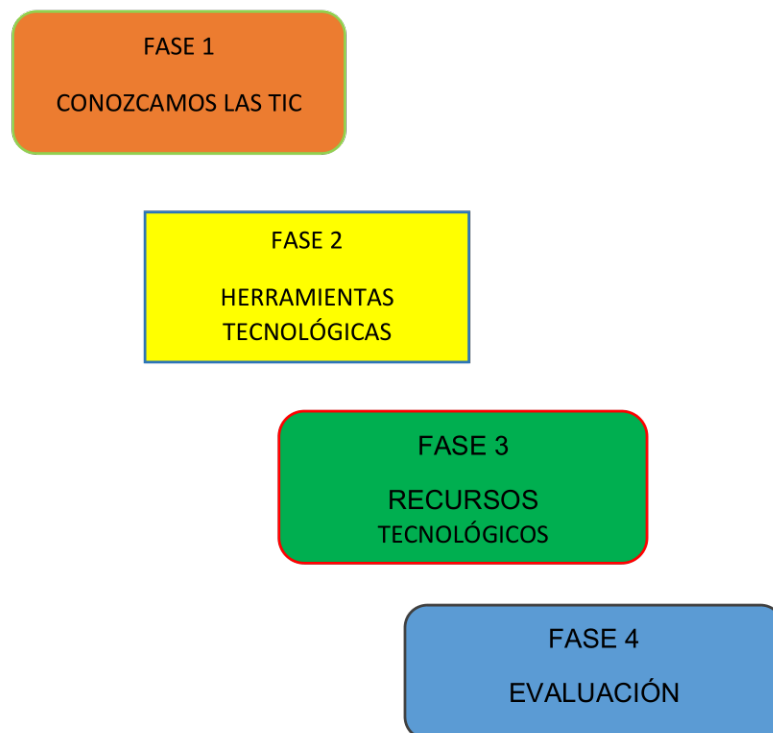 FASE 1
CONOZCAMOS LAS TIC
FASE 2
HERRAMIENTAS
TECNOLÓGICAS
FASE 3
RECURSOS
TECNOLÓGICOS
FASE 4
EVALUACIÓN